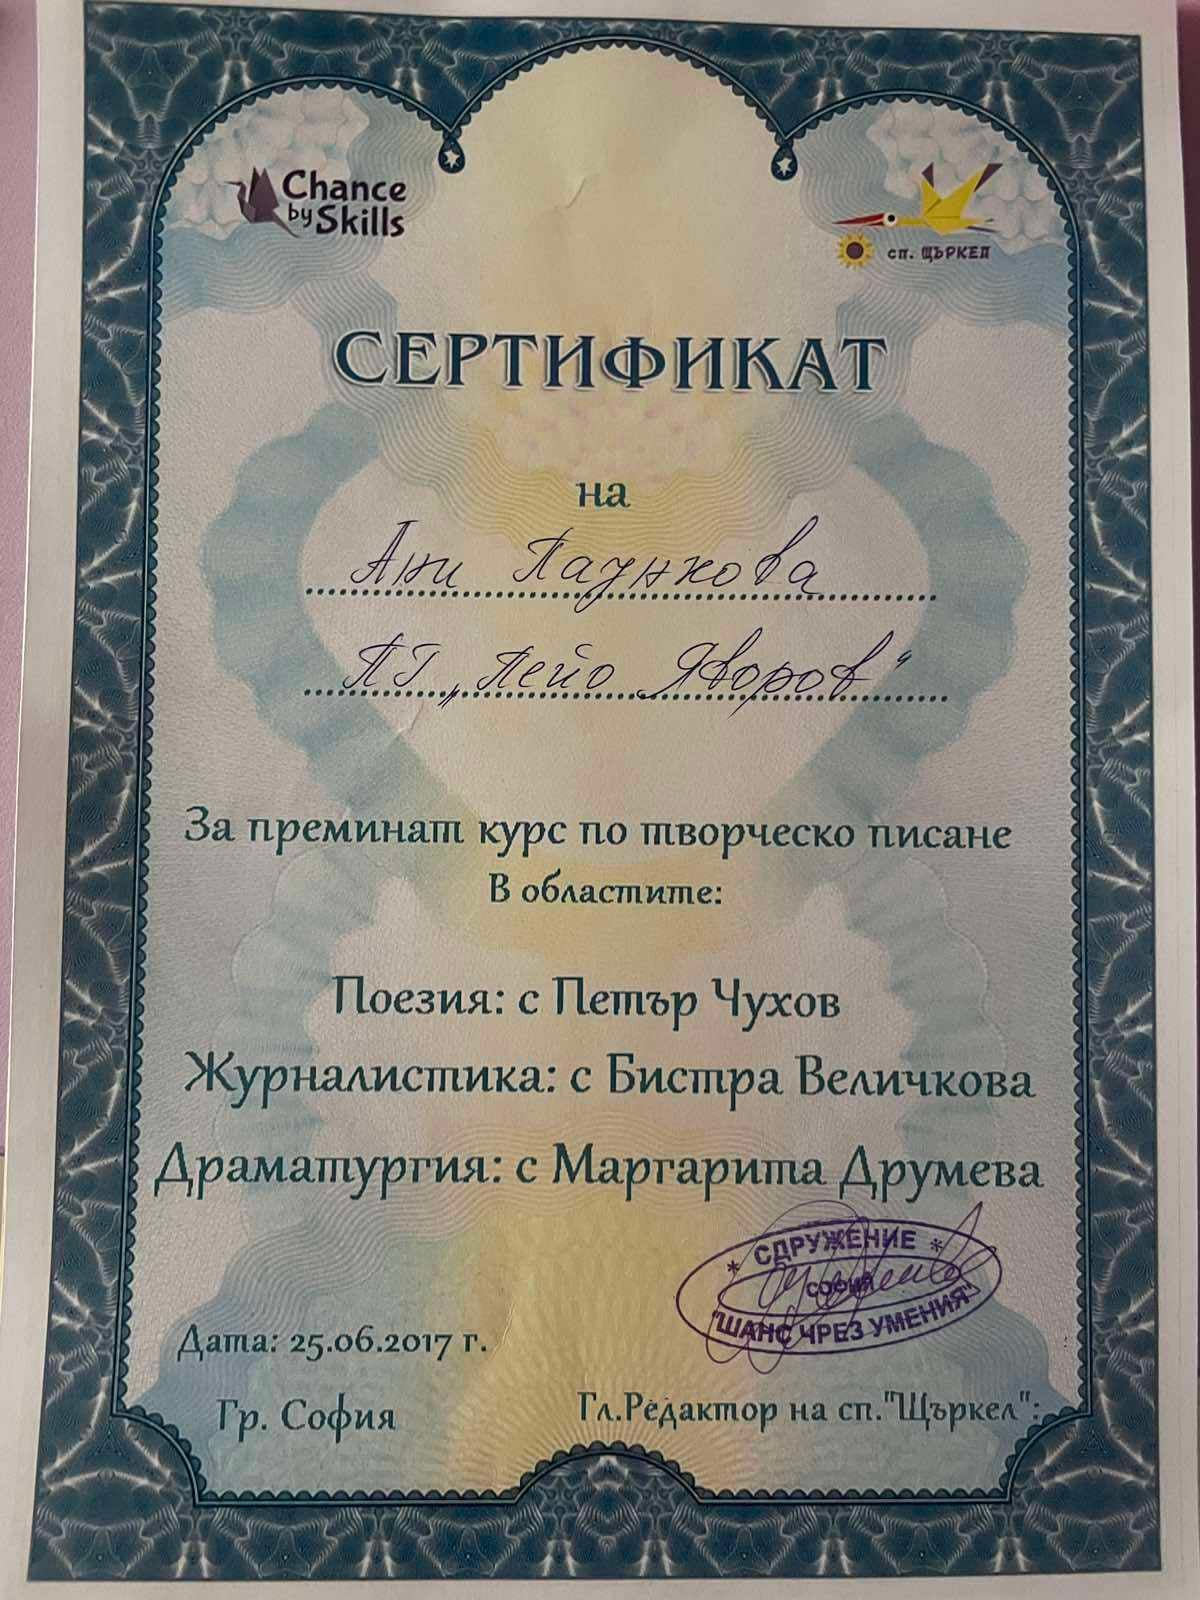 Chance
by Skills
сп. ЩЪРКЕЛ
СЕРТИФИКАТ
на
Ани Паункова
ПГ „Пейо Яворов“
За преминат курс по творческо писане
В областите:
Поезия: с Петър Чухов
Журналистика: с Бистра Величкова
Драматургия: с Маргарита Друмева
* СДРУЖЕНИЕ *
СОФИЯ
"ШАНС ЧРЕЗ УМЕНИЯ"
Дата: 25.06.2017 г.
Гр. София
Гл.Редактор на сп."Щъркел":